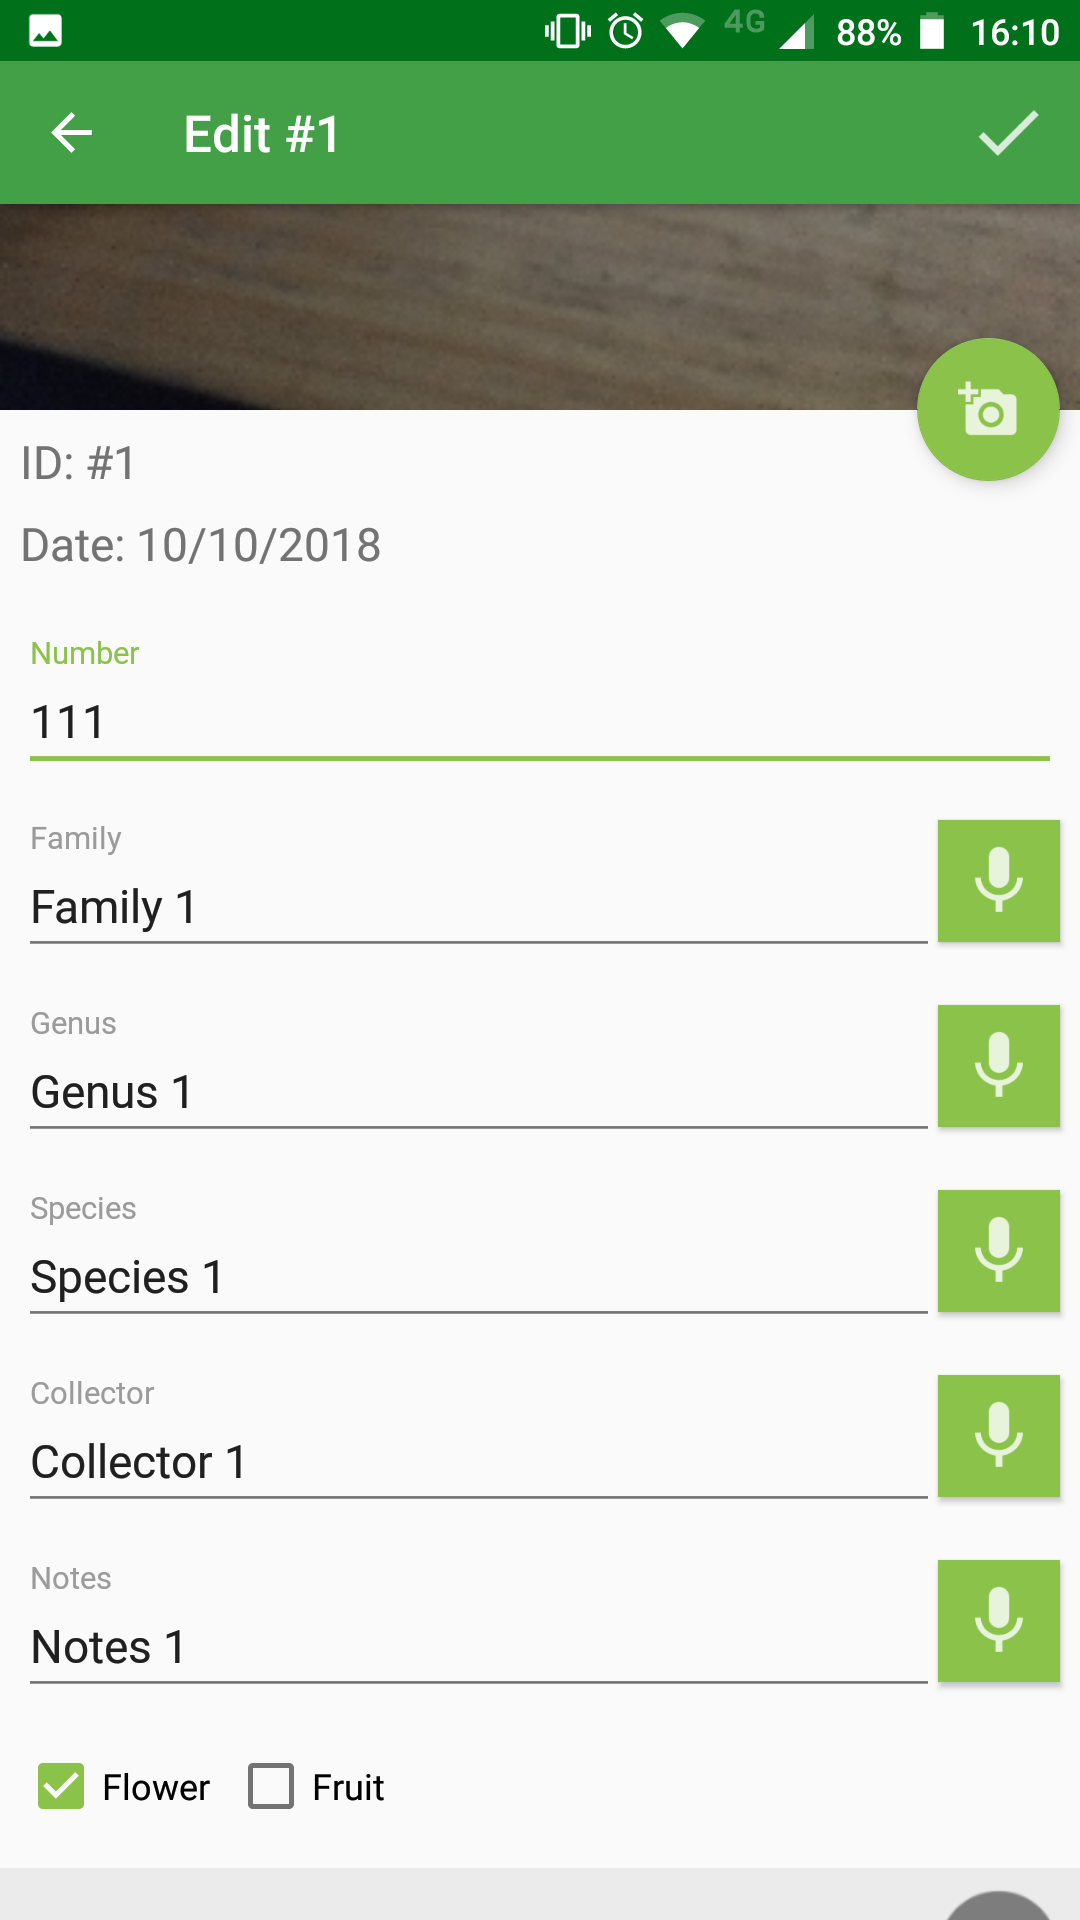 4G 88% 16:10
Edit #1
ID: #1
Date: 10/10/2018
Number
111
Family
Family 1
Genus
Genus 1
Species
Species 1
Collector
Collector 1
Notes
Notes 1
Flower Fruit